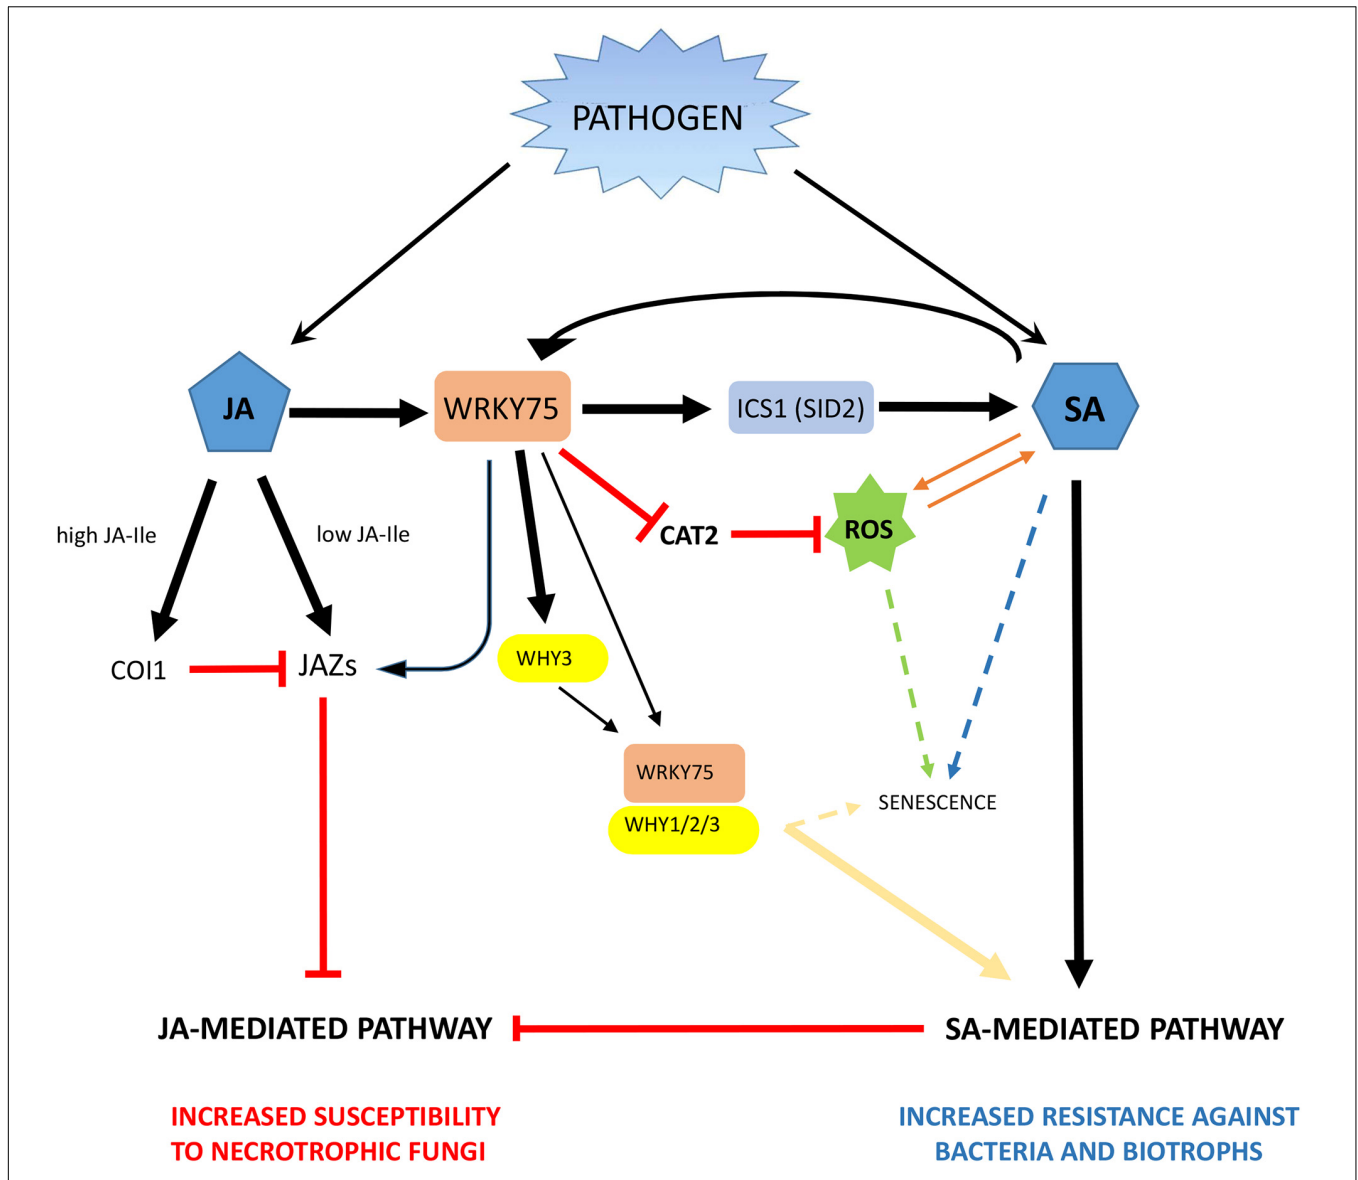 PATHOGEN
JA
WRKY75
ICS1 (SID2)
SA
high JA-Ile
low JA-Ile
CAT2
ROS
COI1
JAZs
WHY3
WRKY75
WHY1/2/3
SENESCENCE
JA-MEDIATED PATHWAY
SA-MEDIATED PATHWAY
INCREASED SUSCEPTIBILITY
TO NECROTROPHIC FUNGI
INCREASED RESISTANCE AGAINST
BACTERIA AND BIOTROPHS